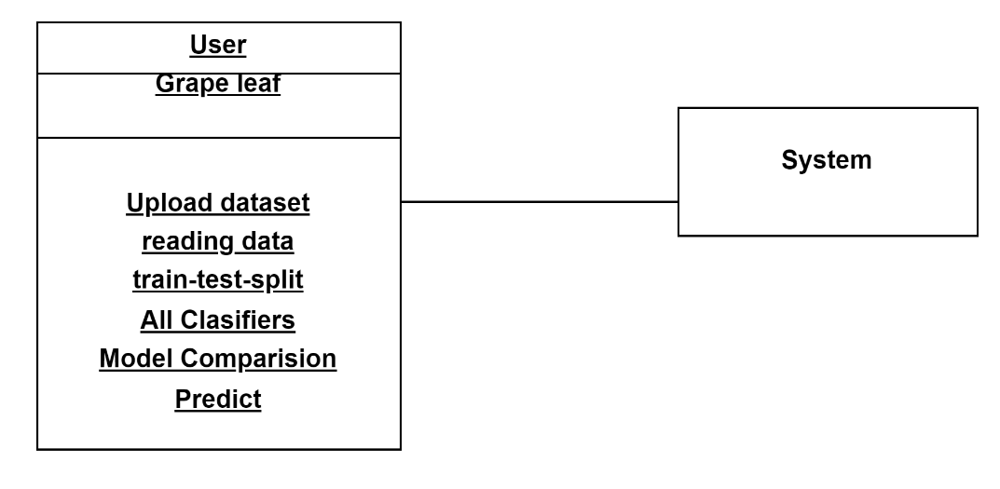 User
Grape leaf
Upload dataset
reading data
train-test-split
All Clasifiers
Model Comparision
Predict
System